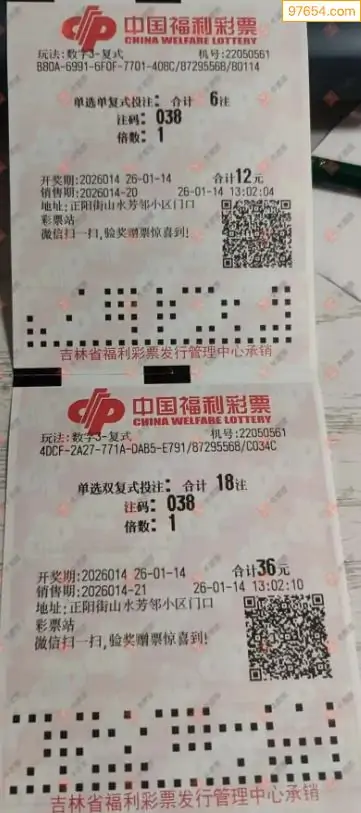 97654.com
中国福利彩票
CHINA WELFARE LOTTERY
玩法:数字3-复式 机号:22050561
B80A-6991-6F0F-7701-408C/87295568/80114
单选单复式投注: 合计 6注
注码: 038
倍数: 1
开奖期:2026014 26-01-14 合计12元
销售期:2026014-20 26-01-14 13:02:04
地址:正阳街山水芳邻小区门口
彩票站
微信扫一扫,验奖赠票惊喜到!
吉林省福利彩票发行管理中心承销
中国福利彩票
CHINA WELFARE LOTTERY
玩法:数字3-复式 机号:22050561
4DCF-2A27-771A-DAB5-E791/87295568/C034C
单选双复式投注: 合计 18注
注码: 038
倍数: 1
开奖期:2026014 26-01-14 合计36元
销售期:2026014-21 26-01-14 13:02:10
地址:正阳街山水芳邻小区门口
彩票站
微信扫一扫,验奖赠票惊喜到!
吉林省福利彩票发行管理中心承销